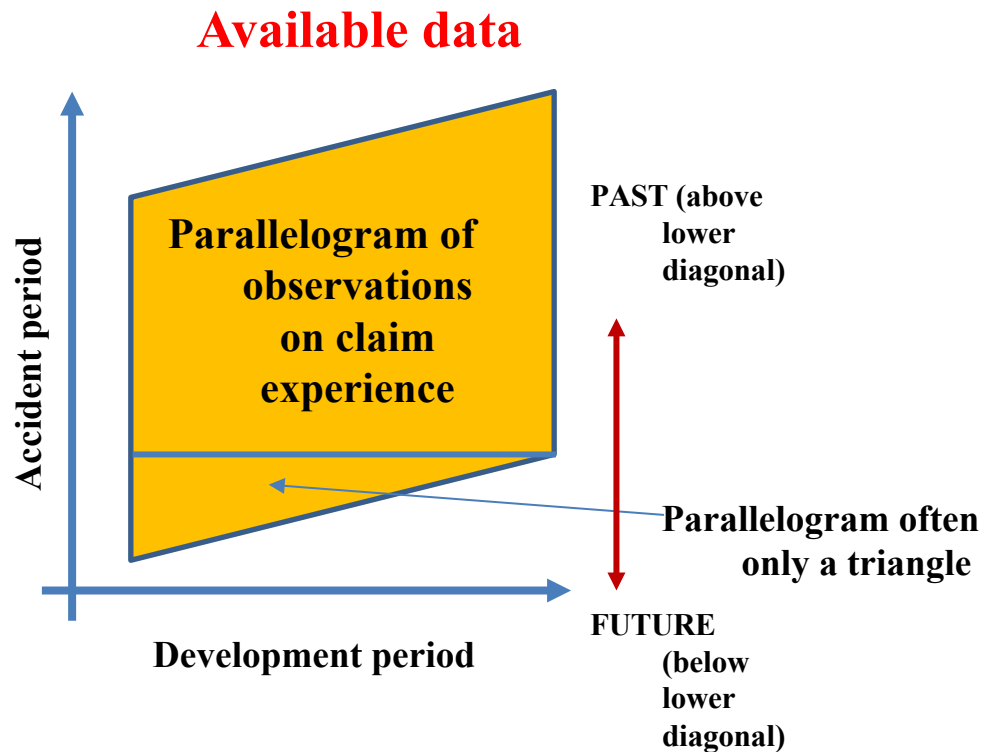 Available data
Accident period
Parallelogram of
observations
on claim
experience
PAST (above
lower
diagonal)
Parallelogram often
only a triangle
Development period
FUTURE
(below
lower
diagonal)